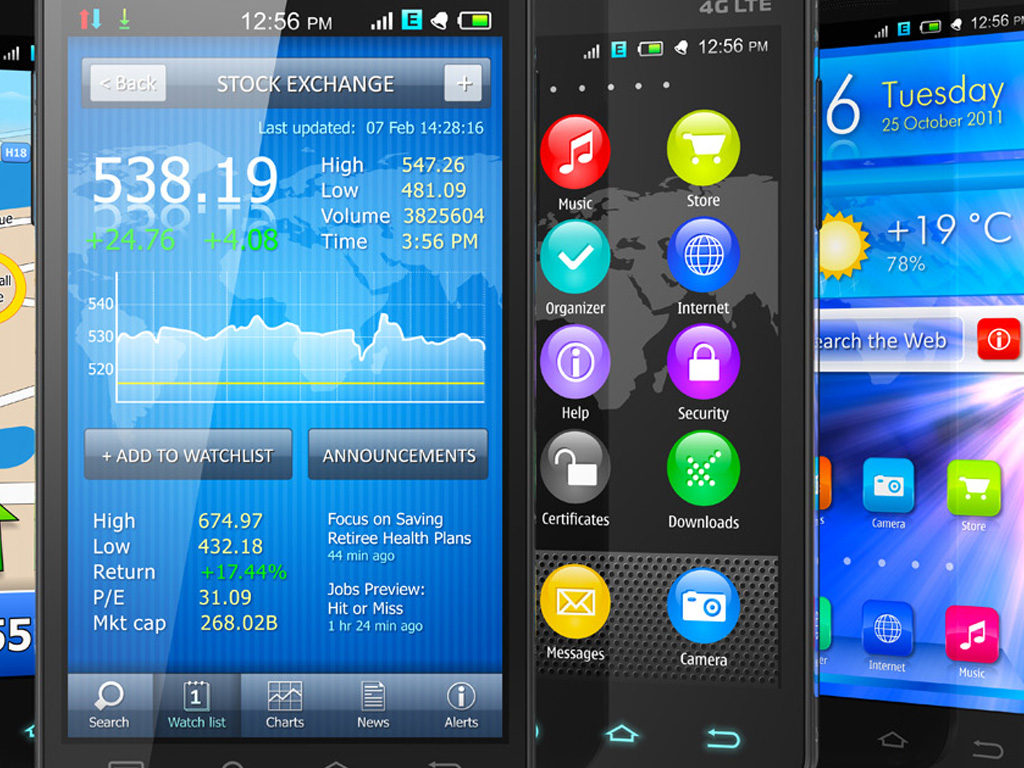 H18
55
12:56 PM
E
< Back
STOCK EXCHANGE
+
Last updated: 07 Feb 14:28:16
538.19
+24.76 +4.08
High 547.26
Low 481.09
Volume 3825604
Time 3:56 PM
540
530
520
+ ADD TO WATCHLIST
ANNOUNCEMENTS
High 674.97
Low 432.18
Return +17.44%
P/E 31.09
Mkt cap 268.02B
Focus on Saving
Retiree Health Plans
44 min ago
Jobs Preview:
Hit or Miss
1 hr 24 min ago
Search
1
Watch list
Charts
News
Alerts
4G LTE
E
12:56 PM
Music
Store
Organizer
Internet
Help
Security
Certificates
Downloads
Messages
Camera
E
12:56 PM
6
Tuesday
25 October 2011
+19 °C
78%
earch the Web
Camera
Store
Internet
Music